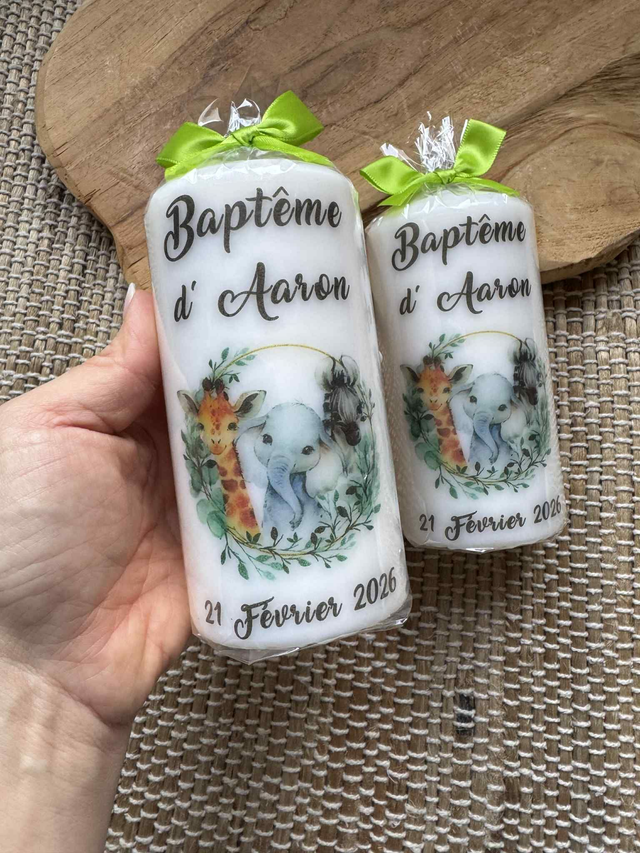 Baptême
d' Aaron
21 Février 2026
Baptême
d' Aaron
21 Février 2026